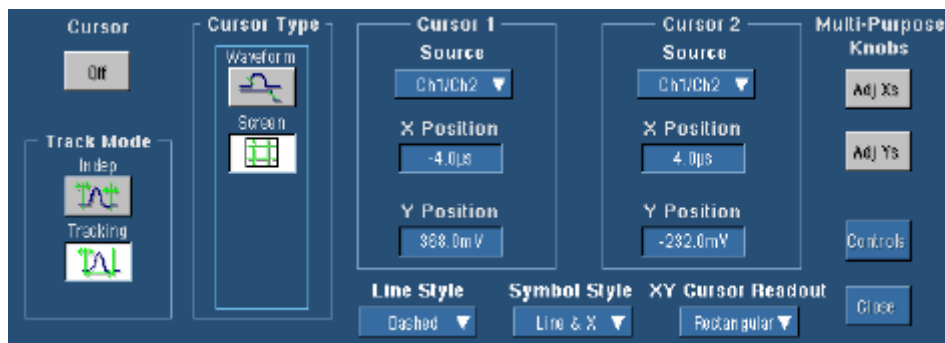 Cursor
Off
Track Mode
Indep
Tracking
Cursor Type
Waveform
Screen
Cursor 1
Source
Ch1/Ch2
X Position
-4.0µs
Y Position
368.0mV
Cursor 2
Source
Ch1/Ch2
X Position
4.0µs
Y Position
-232.0mV
Line Style
Dashed
Symbol Style
Line & X
XY Cursor Readout
Rectangular
Multi-Purpose
Knobs
Adj Xs
Adj Ys
Controls
Close